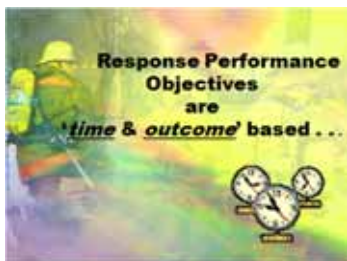 Response Performance
Objectives
are
‘time & outcome’ based . . .